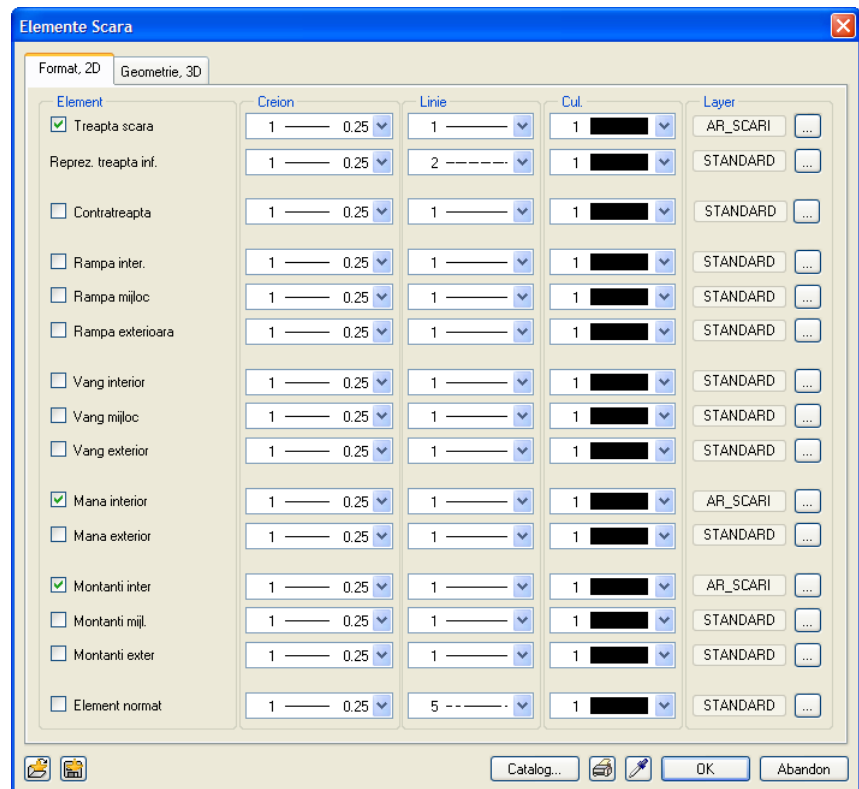 Elemente Scara
Format, 2D Geometrie, 3D
Element Creion Linie Cul. Layer
Treapta scara 1 0.25 1 1 AR_SCARI ...
Reprez. treapta inf. 1 0.25 2 1 STANDARD ...
Contratreapta 1 0.25 1 1 STANDARD ...
Rampa inter. 1 0.25 1 1 STANDARD ...
Rampa mijloc 1 0.25 1 1 STANDARD ...
Rampa exterioara 1 0.25 1 1 STANDARD ...
Vang interior 1 0.25 1 1 STANDARD ...
Vang mijloc 1 0.25 1 1 STANDARD ...
Vang exterior 1 0.25 1 1 STANDARD ...
Mana interior 1 0.25 1 1 AR_SCARI ...
Mana exterior 1 0.25 1 1 STANDARD ...
Montanti inter 1 0.25 1 1 AR_SCARI ...
Montanti mijl. 1 0.25 1 1 STANDARD ...
Montanti exter 1 0.25 1 1 STANDARD ...
Element normat 1 0.25 5 1 STANDARD ...
Catalog... OK Abandon